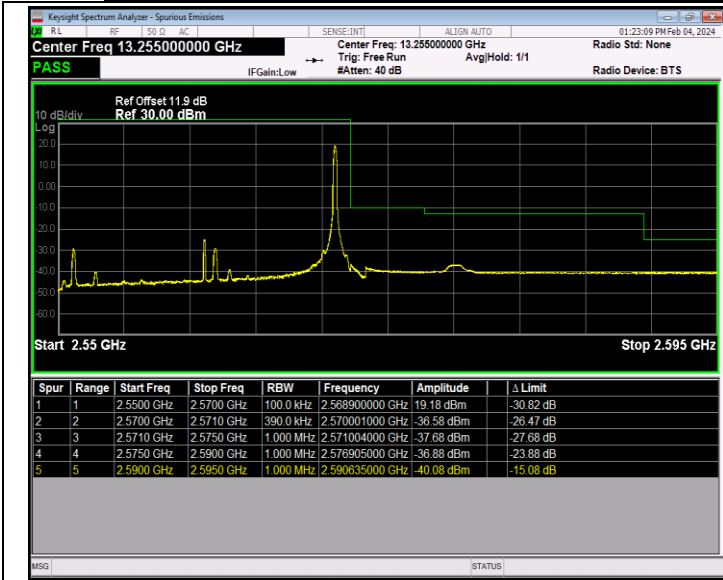 Keysight Spectrum Analyzer - Spurious Emissions
RL RF 50 Ω AC SENSE:INT ALIGN AUTO 01:23:09 PM Feb 04, 2024
Center Freq 13.255000000 GHz Center Freq: 13.255000000 GHz Radio Std: None
Trig: Free Run Avg|Hold: 1/1
PASS IFGain:Low #Atten: 40 dB Radio Device: BTS
Ref Offset 11.9 dB
10 dB/div Ref 30.00 dBm
Log
20.0
10.0
0.00
-10.0
-20.0
-30.0
-40.0
-50.0
-60.0
Start 2.55 GHz Stop 2.595 GHz
Spur Range Start Freq Stop Freq RBW Frequency Amplitude Δ Limit
1 1 2.5500 GHz 2.5700 GHz 100.0 kHz 2.568900000 GHz 19.18 dBm -30.82 dB
2 2 2.5700 GHz 2.5710 GHz 390.0 kHz 2.570001000 GHz -36.58 dBm -26.47 dB
3 3 2.5710 GHz 2.5750 GHz 1.000 MHz 2.571004000 GHz -37.68 dBm -27.68 dB
4 4 2.5750 GHz 2.5900 GHz 1.000 MHz 2.576905000 GHz -36.88 dBm -23.88 dB
5 5 2.5900 GHz 2.5950 GHz 1.000 MHz 2.590635000 GHz -40.08 dBm -15.08 dB
MSG STATUS